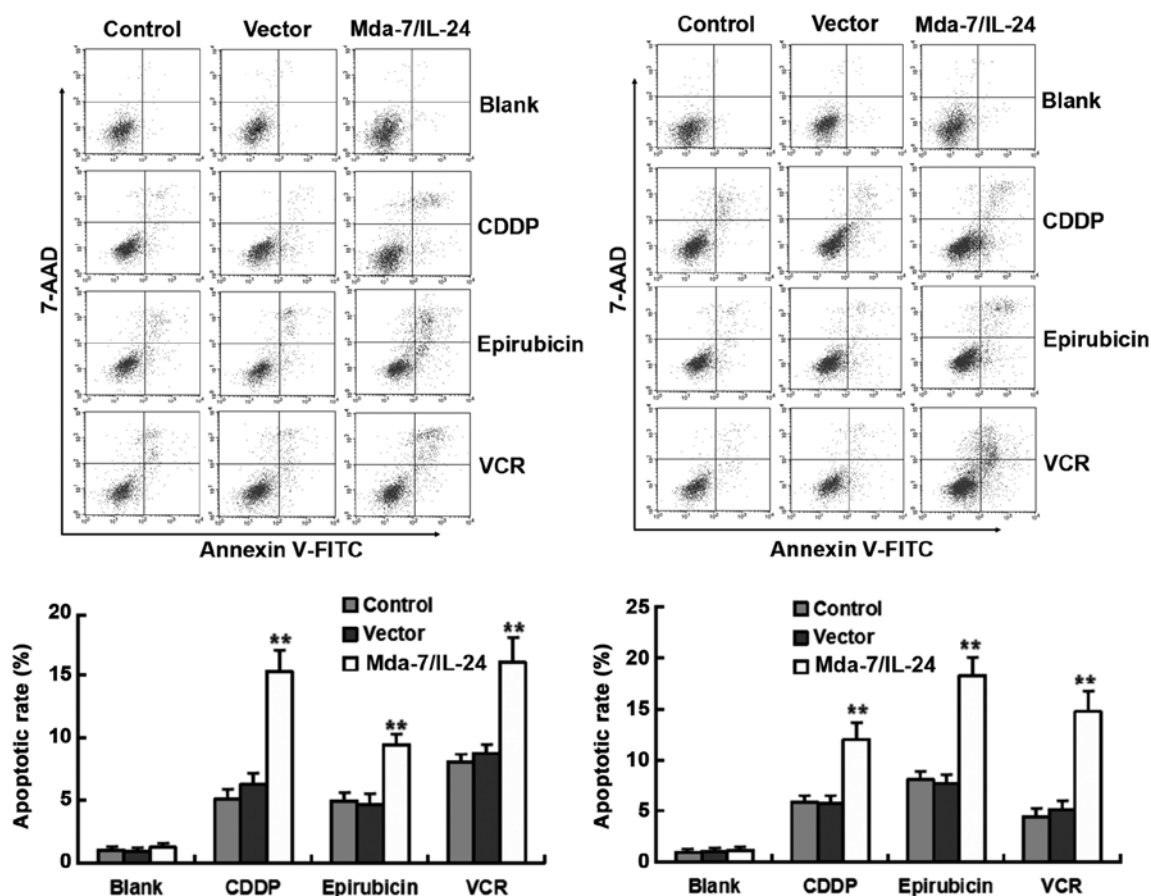 Control Vector Mda-7/IL-24
Blank
CDDP
Epirubicin
VCR
7-AAD
Annexin V-FITC
Control Vector Mda-7/IL-24
Blank
CDDP
Epirubicin
VCR
7-AAD
Annexin V-FITC
Apoptotic rate (%)
20
15
10
5
0
Control
Vector
Mda-7/IL-24
** ** **
Blank CDDP Epirubicin VCR
Apoptotic rate (%)
25
20
15
10
5
0
Control
Vector
Mda-7/IL-24
** ** **
Blank CDDP Epirubicin VCR